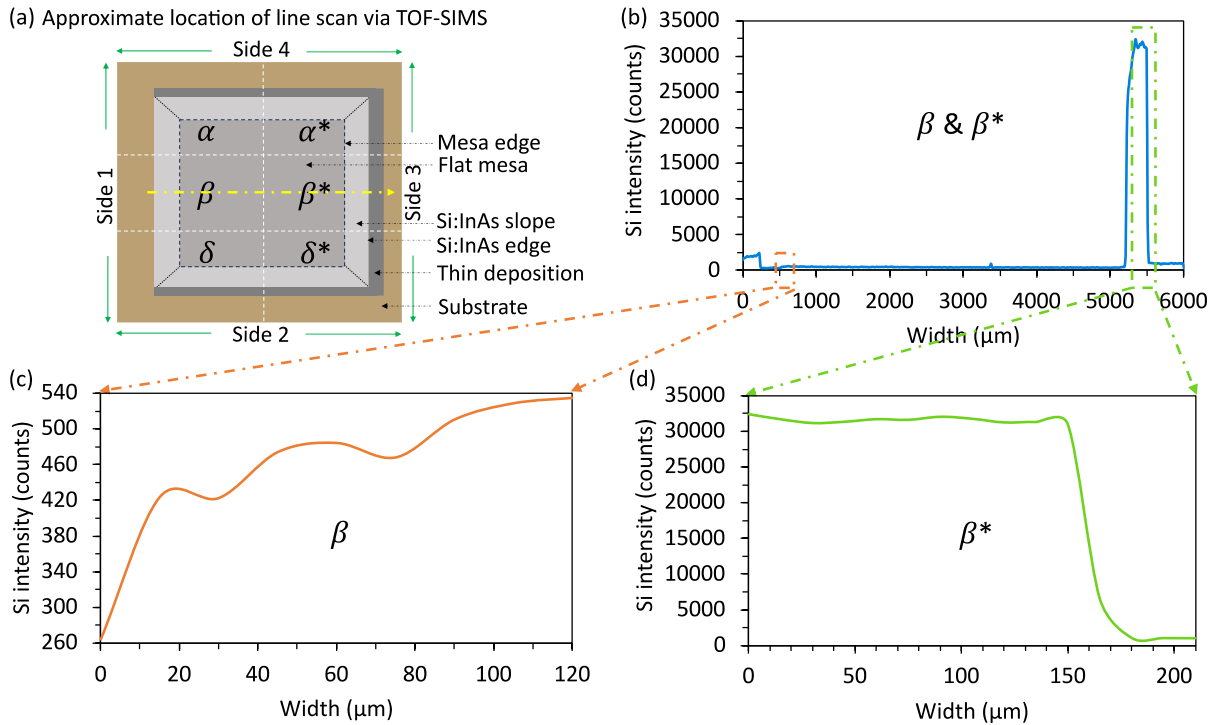 (a) Approximate location of line scan via TOF-SIMS
Side 4
Side 1
Side 3
Side 2
α α*
β β*
δ δ*
Mesa edge
Flat mesa
Si:InAs slope
Si:InAs edge
Thin deposition
Substrate
(b)
Si intensity (counts)
35000
30000
25000
20000
15000
10000
5000
0
β & β*
0 1000 2000 3000 4000 5000 6000
Width (μm)
(c)
Si intensity (counts)
540
500
460
420
380
340
300
260
β
0 20 40 60 80 100 120
Width (μm)
(d)
Si intensity (counts)
35000
30000
25000
20000
15000
10000
5000
0
β*
0 50 100 150 200
Width (μm)